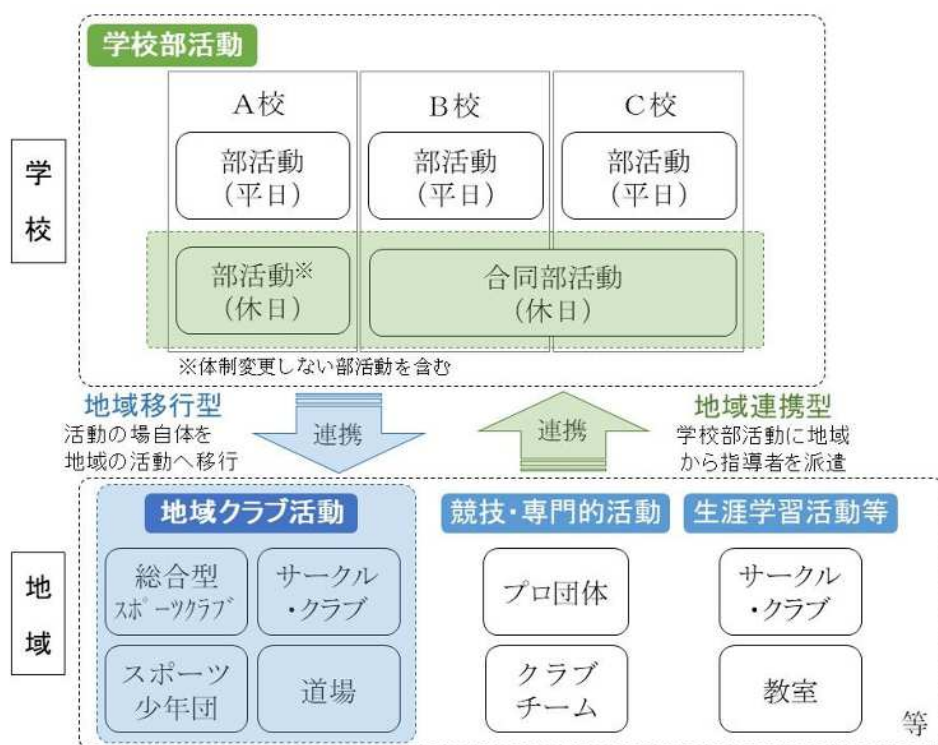 学校部活動
学校
A校
B校
C校
部活動
(平日)
部活動
(平日)
部活動
(平日)
部活動※
(休日)
合同部活動
(休日)
※体制変更しない部活動を含む
地域移行型
活動の場自体を
地域の活動へ移行
連携
連携
地域連携型
学校部活動に地域
から指導者を派遣
地域
地域クラブ活動
総合型
スポーツクラブ
サークル
・クラブ
スポーツ
少年団
道場
競技・専門的活動
プロ団体
クラブ
チーム
生涯学習活動等
サークル
・クラブ
教室
等